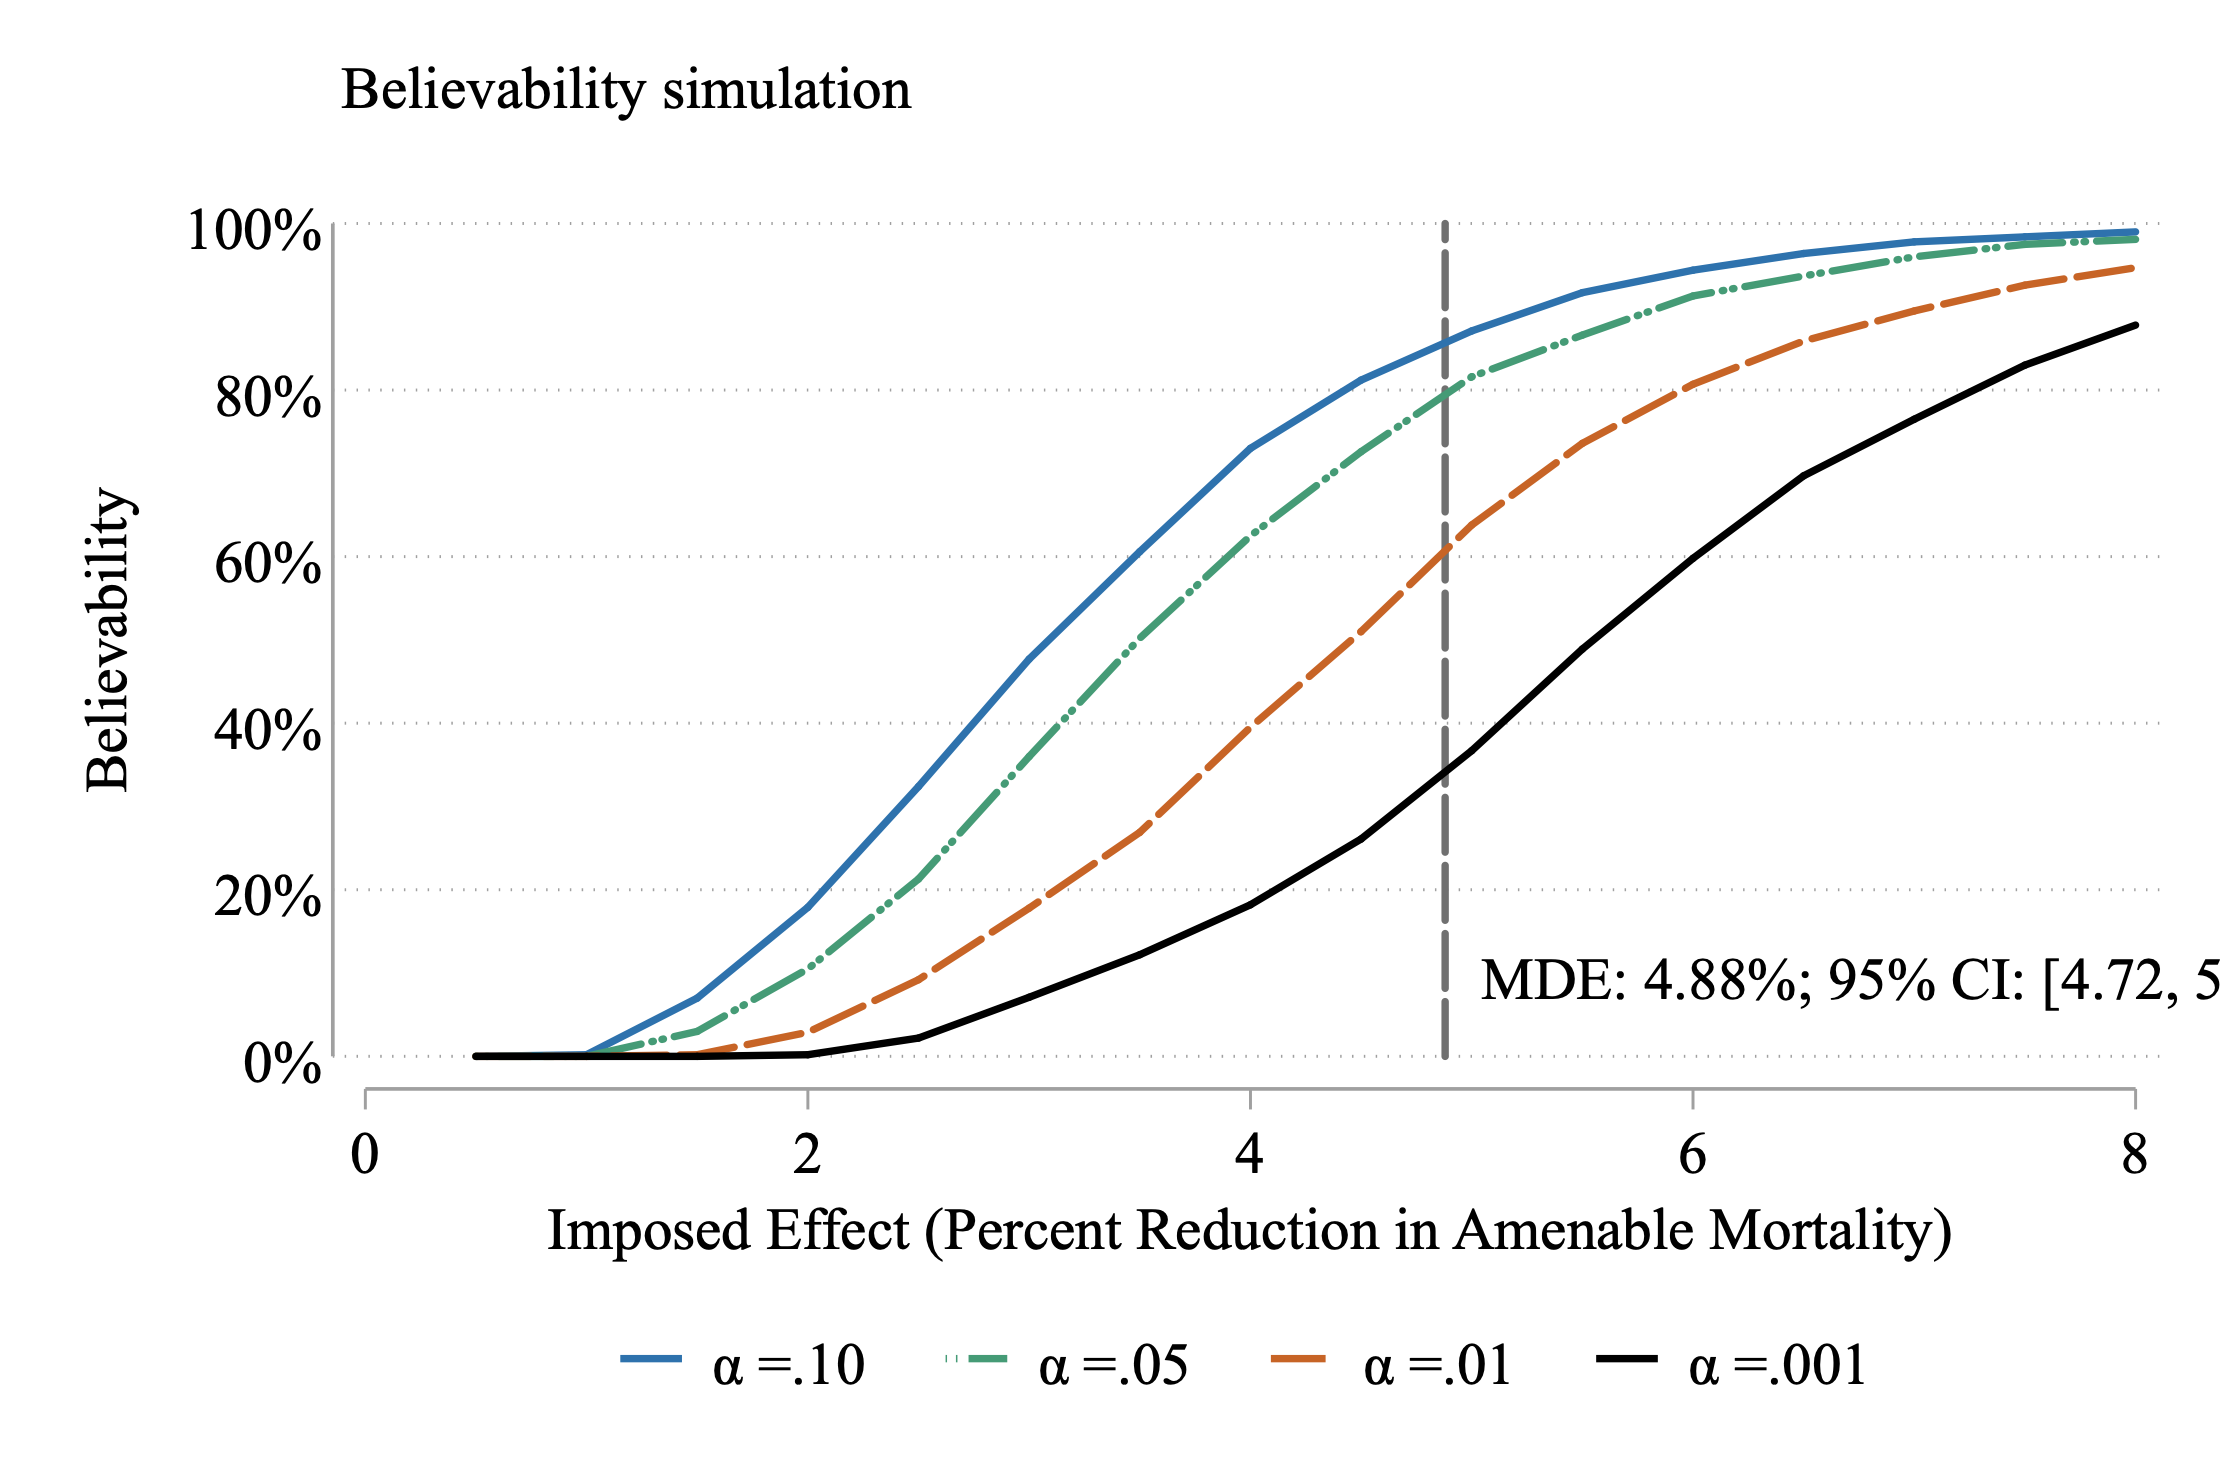 Believability simulation
100%
80%
60%
40%
20%
0%
Believability
MDE: 4.88%; 95% CI: [4.72, 5
0 2 4 6 8
Imposed Effect (Percent Reduction in Amenable Mortality)
α =.10 α =.05 α =.01 α =.001